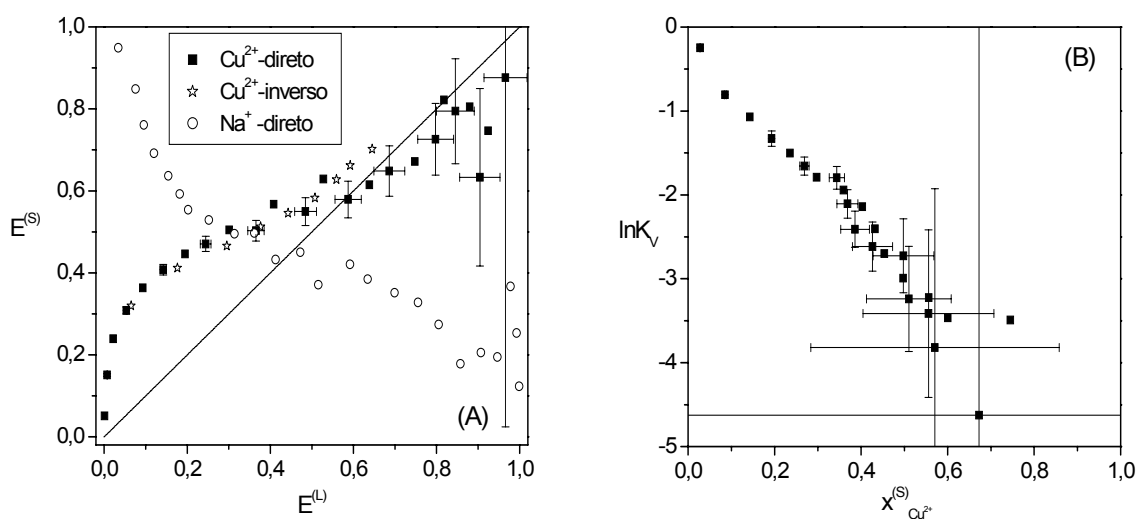 1,0
0,8
0,6
0,4
0,2
0,0
E(S)
Cu²⁺-direto
Cu²⁺-inverso
Na⁺-direto
(A)
0,0 0,2 0,4 0,6 0,8 1,0
E(L)
0
-1
-2
-3
-4
-5
lnKV
(B)
0,0 0,2 0,4 0,6 0,8 1,0
x(S)Cu²⁺